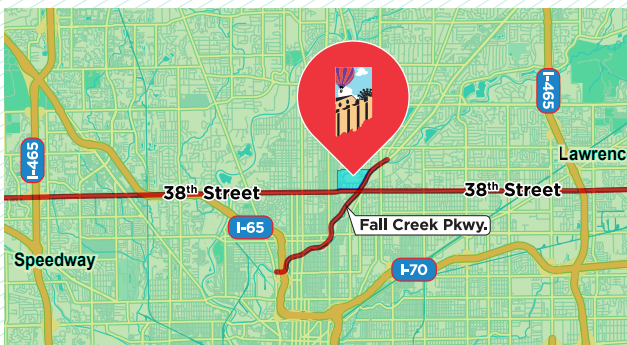 I-465
I-465
Lawrenc
38th Street
38th Street
I-65
Fall Creek Pkwy.
Speedway
I-70